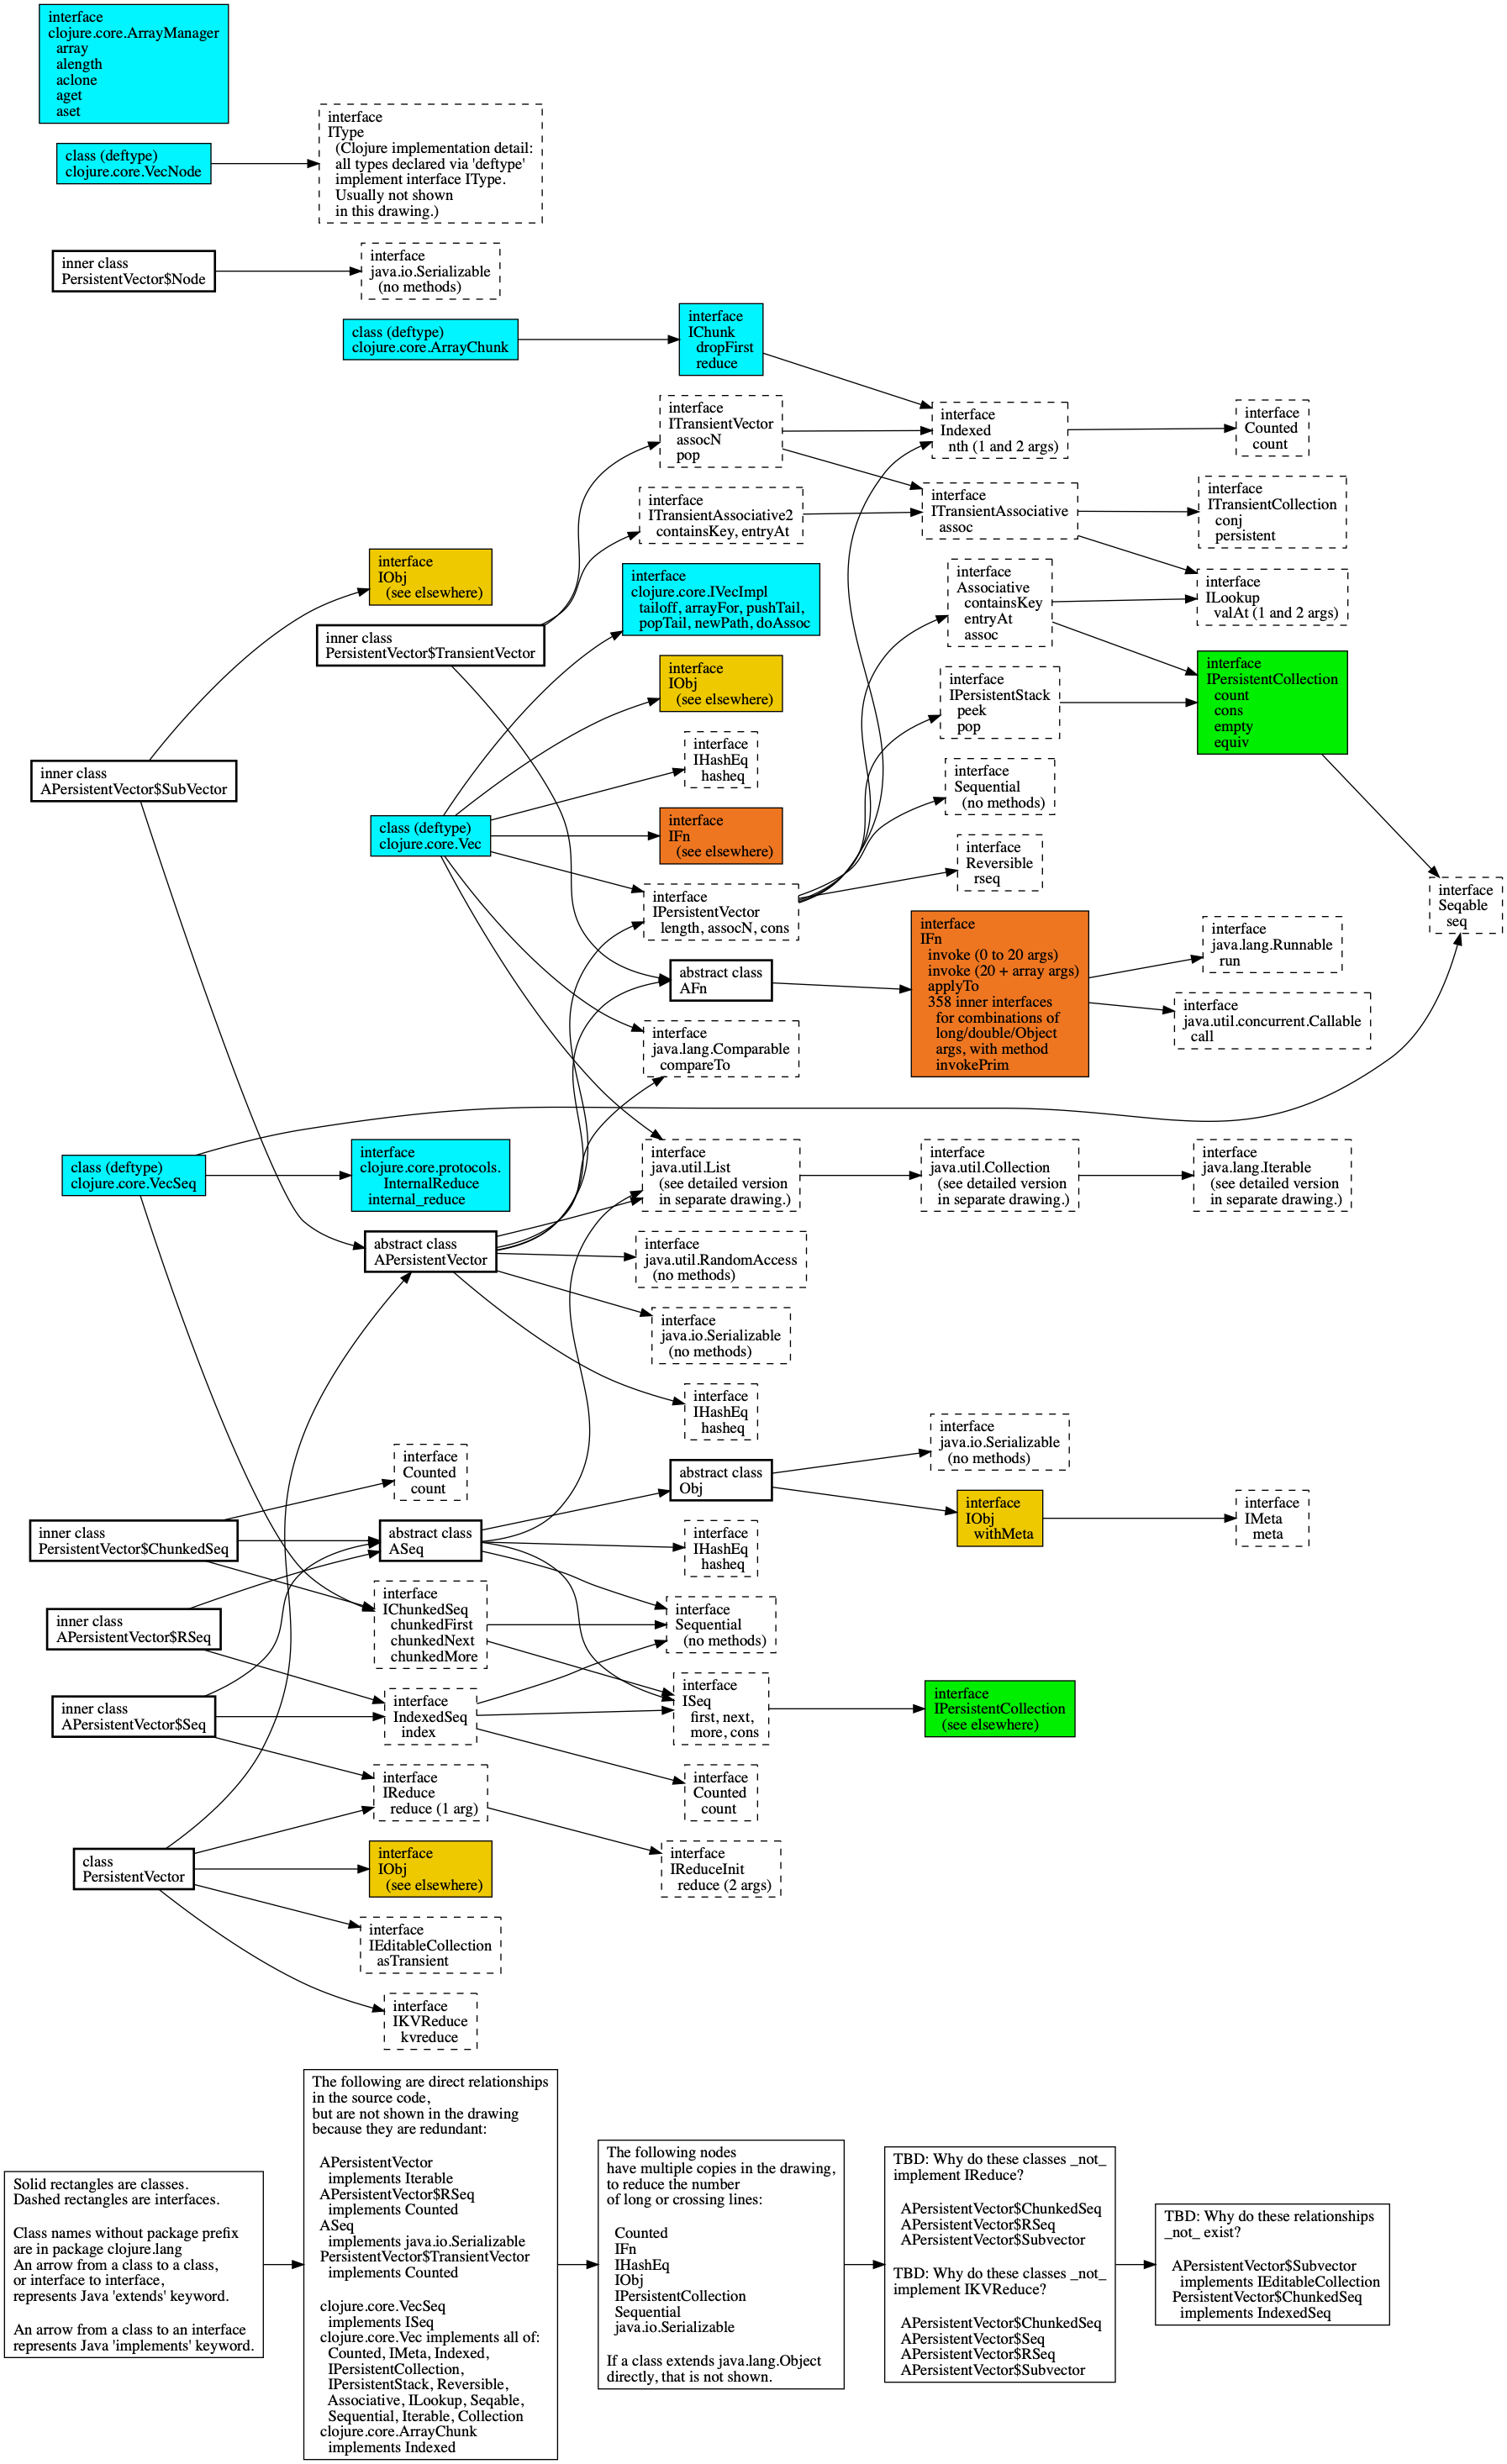 interface
clojure.core.ArrayManager
array
alength
aclone
aget
aset
class (deftype)
clojure.core.VecNode
interface
IType
(Clojure implementation detail:
all types declared via 'deftype'
implement interface IType.
Usually not shown
in this drawing.)
inner class
PersistentVector$Node
interface
java.io.Serializable
(no methods)
class (deftype)
clojure.core.ArrayChunk
interface
IChunk
dropFirst
reduce
interface
ITransientVector
assocN
pop
interface
Indexed
nth (1 and 2 args)
interface
Counted
count
interface
ITransientAssociative2
containsKey, entryAt
interface
ITransientAssociative
assoc
interface
ITransientCollection
conj
persistent
interface
IObj
(see elsewhere)
inner class
PersistentVector$TransientVector
interface
clojure.core.IVecImpl
tailoff, arrayFor, pushTail,
popTail, newPath, doAssoc
interface
Associative
containsKey
entryAt
assoc
interface
ILookup
valAt (1 and 2 args)
interface
IObj
(see elsewhere)
interface
IPersistentStack
peek
pop
interface
IPersistentCollection
count
cons
empty
equiv
inner class
APersistentVector$SubVector
interface
IHashEq
hasheq
interface
Sequential
(no methods)
class (deftype)
clojure.core.Vec
interface
IFn
(see elsewhere)
interface
Reversible
rseq
interface
IPersistentVector
length, assocN, cons
interface
Seqable
seq
abstract class
AFn
interface
IFn
invoke (0 to 20 args)
invoke (20 + array args)
applyTo
358 inner interfaces
for combinations of
long/double/Object
args, with method
invokePrim
interface
java.lang.Runnable
run
interface
java.util.concurrent.Callable
call
interface
java.lang.Comparable
compareTo
class (deftype)
clojure.core.VecSeq
interface
clojure.core.protocols.
InternalReduce
internal_reduce
interface
java.util.List
(see detailed version
in separate drawing.)
interface
java.util.Collection
(see detailed version
in separate drawing.)
interface
java.lang.Iterable
(see detailed version
in separate drawing.)
abstract class
APersistentVector
interface
java.util.RandomAccess
(no methods)
interface
java.io.Serializable
(no methods)
interface
IHashEq
hasheq
interface
Counted
count
abstract class
Obj
interface
java.io.Serializable
(no methods)
interface
IObj
withMeta
interface
IMeta
meta
inner class
PersistentVector$ChunkedSeq
abstract class
ASeq
interface
IHashEq
hasheq
interface
IChunkedSeq
chunkedFirst
chunkedNext
chunkedMore
interface
Sequential
(no methods)
inner class
APersistentVector$RSeq
inner class
APersistentVector$Seq
interface
IndexedSeq
index
interface
ISeq
first, next,
more, cons
interface
IPersistentCollection
(see elsewhere)
interface
IReduce
reduce (1 arg)
interface
Counted
count
class
PersistentVector
interface
IObj
(see elsewhere)
interface
IReduceInit
reduce (2 args)
interface
IEditableCollection
asTransient
interface
IKVReduce
kvreduce
Solid rectangles are classes.
Dashed rectangles are interfaces.
Class names without package prefix
are in package clojure.lang
An arrow from a class to a class,
or interface to interface,
represents Java 'extends' keyword.
An arrow from a class to an interface
represents Java 'implements' keyword.
The following are direct relationships
in the source code,
but are not shown in the drawing
because they are redundant:
APersistentVector
implements Iterable
APersistentVector$RSeq
implements Counted
ASeq
implements java.io.Serializable
PersistentVector$TransientVector
implements Counted
clojure.core.VecSeq
implements ISeq
clojure.core.Vec implements all of:
Counted, IMeta, Indexed,
IPersistentCollection,
IPersistentStack, Reversible,
Associative, ILookup, Seqable,
Sequential, Iterable, Collection
clojure.core.ArrayChunk
implements Indexed
The following nodes
have multiple copies in the drawing,
to reduce the number
of long or crossing lines:
Counted
IFn
IHashEq
IObj
IPersistentCollection
Sequential
java.io.Serializable
If a class extends java.lang.Object
directly, that is not shown.
TBD: Why do these classes _not_
implement IReduce?
APersistentVector$ChunkedSeq
APersistentVector$RSeq
APersistentVector$Subvector
TBD: Why do these classes _not_
implement IKVReduce?
APersistentVector$ChunkedSeq
APersistentVector$Seq
APersistentVector$RSeq
APersistentVector$Subvector
TBD: Why do these relationships
_not_ exist?
APersistentVector$Subvector
implements IEditableCollection
PersistentVector$ChunkedSeq
implements IndexedSeq